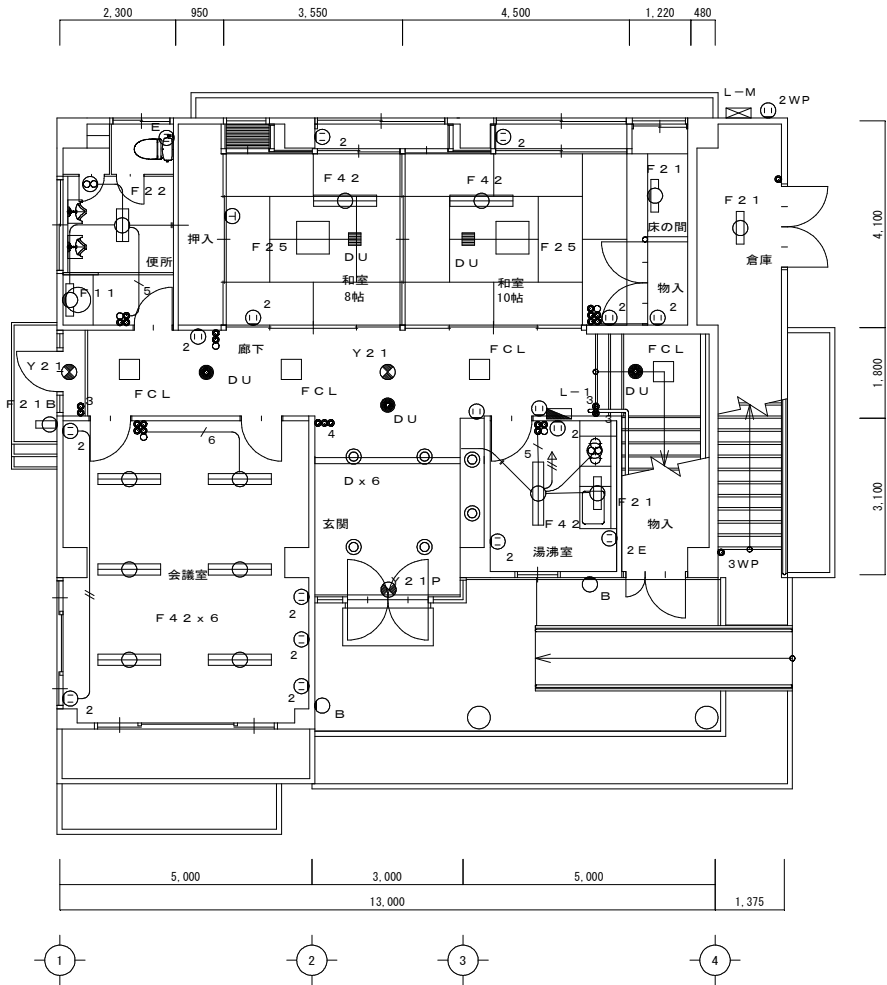 2,300 950 3,550 4,500 1,220 480
L-M
2WP
E
2 2
F42 F42 F21
F22
F21
4,100
押入 F25 F25 床の間
便所 DU DU 倉庫
和室
8帖
和室
10帖
物入
F11
5
2 2 2
2 廊下 Y21 FCL FCL
Y21
FCL DU FCL DU
1,800
F21B 3 DU L-1 3
3
2 6 4 2
5
Dx6 F21
3,100
玄関 F42 物入
2 湯沸室 2E
3WP
会議室 Y21P
B
2
F42x6
2
2
2 B
5,000 3,000 5,000
13,000 1,375
1 2 3 4